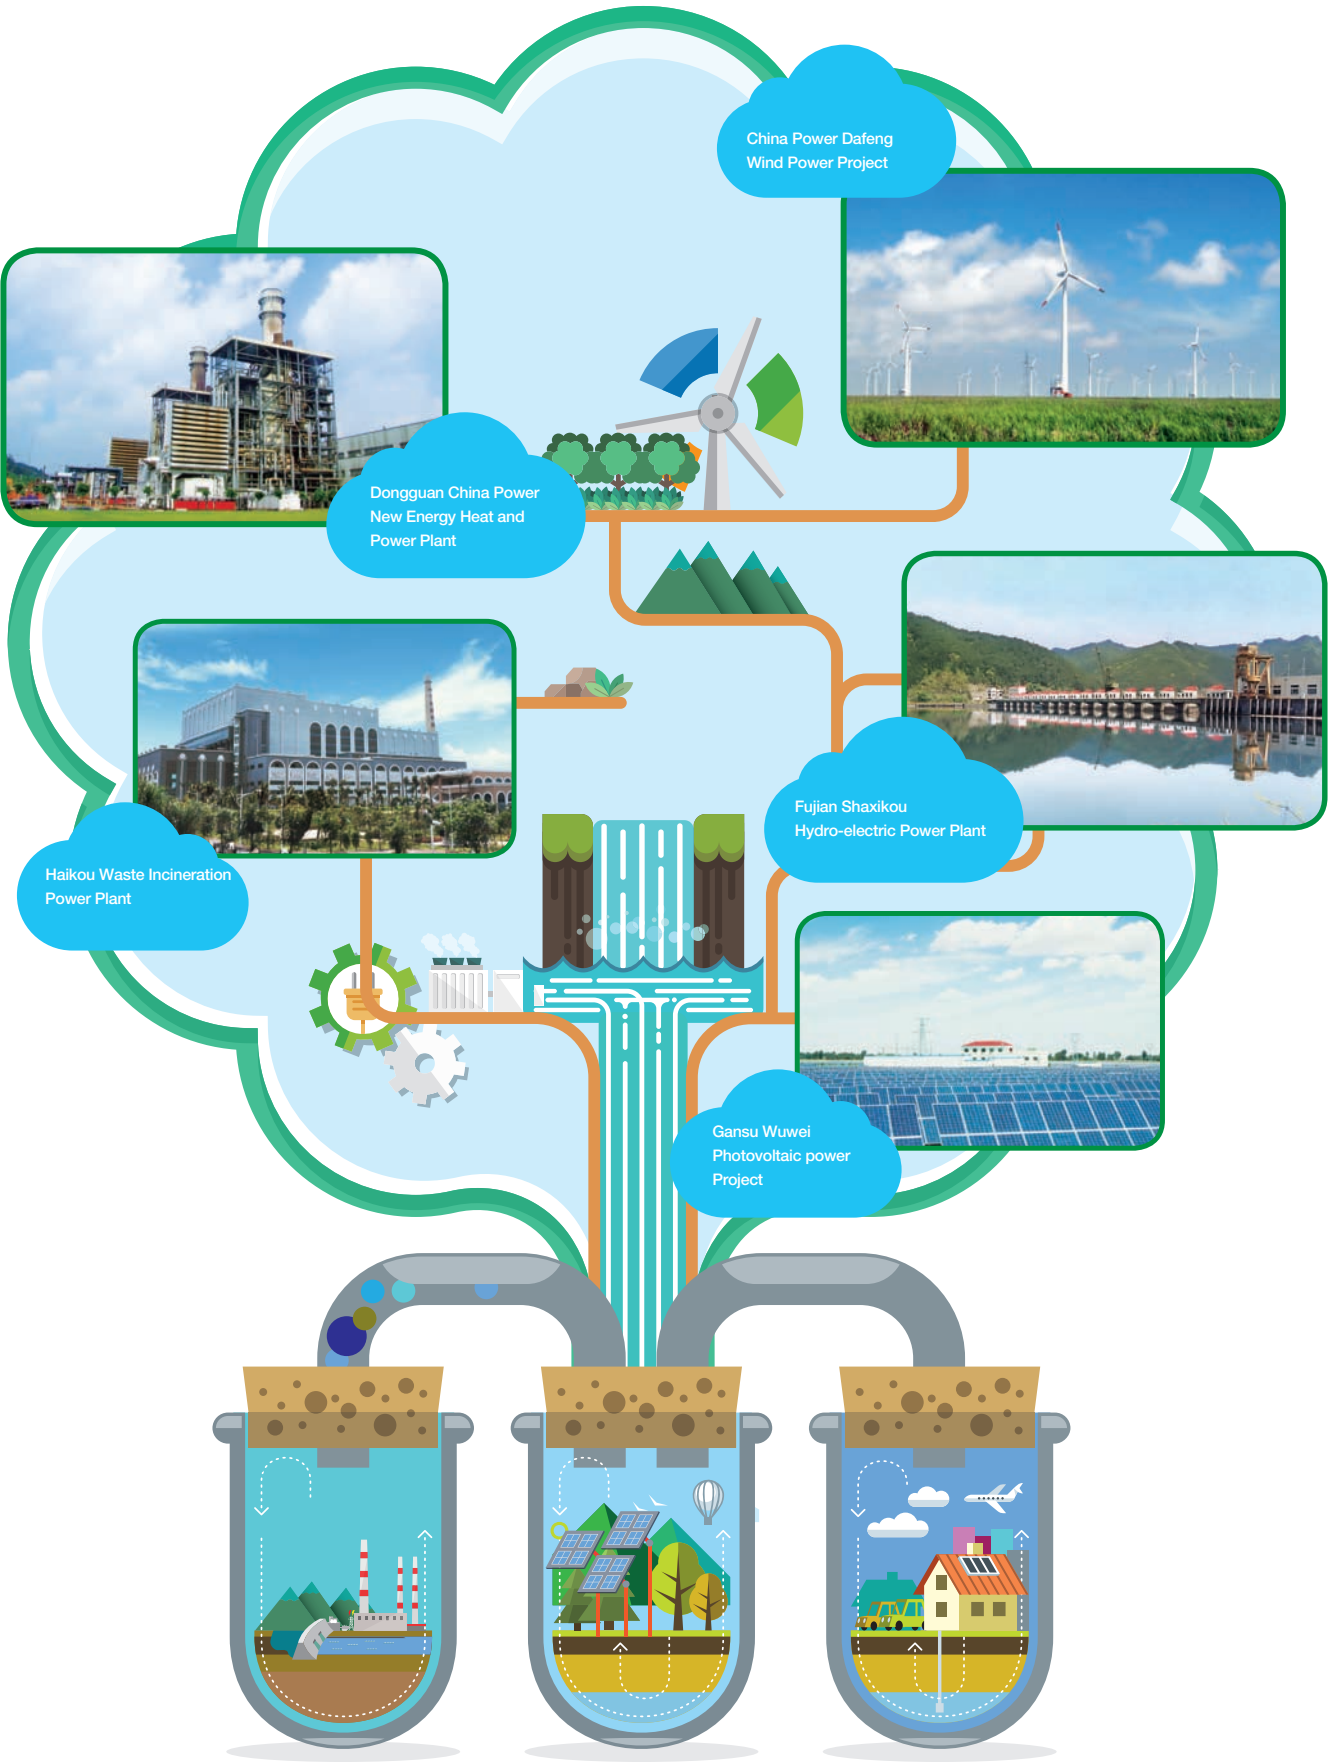 China Power Dafeng
Wind Power Project
Dongguan China Power
New Energy Heat and
Power Plant
Fujian Shaxikou
Hydro-electric Power Plant
Haikou Waste Incineration
Power Plant
Gansu Wuwei
Photovoltaic power
Project